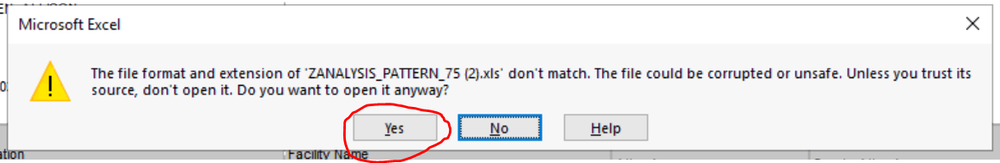 Microsoft Excel
The file format and extension of 'ZANALYSIS_PATTERN_75 (2).xls' don't match. The file could be corrupted or unsafe. Unless you trust its
source, don't open it. Do you want to open it anyway?
Yes No Help
Facility Name